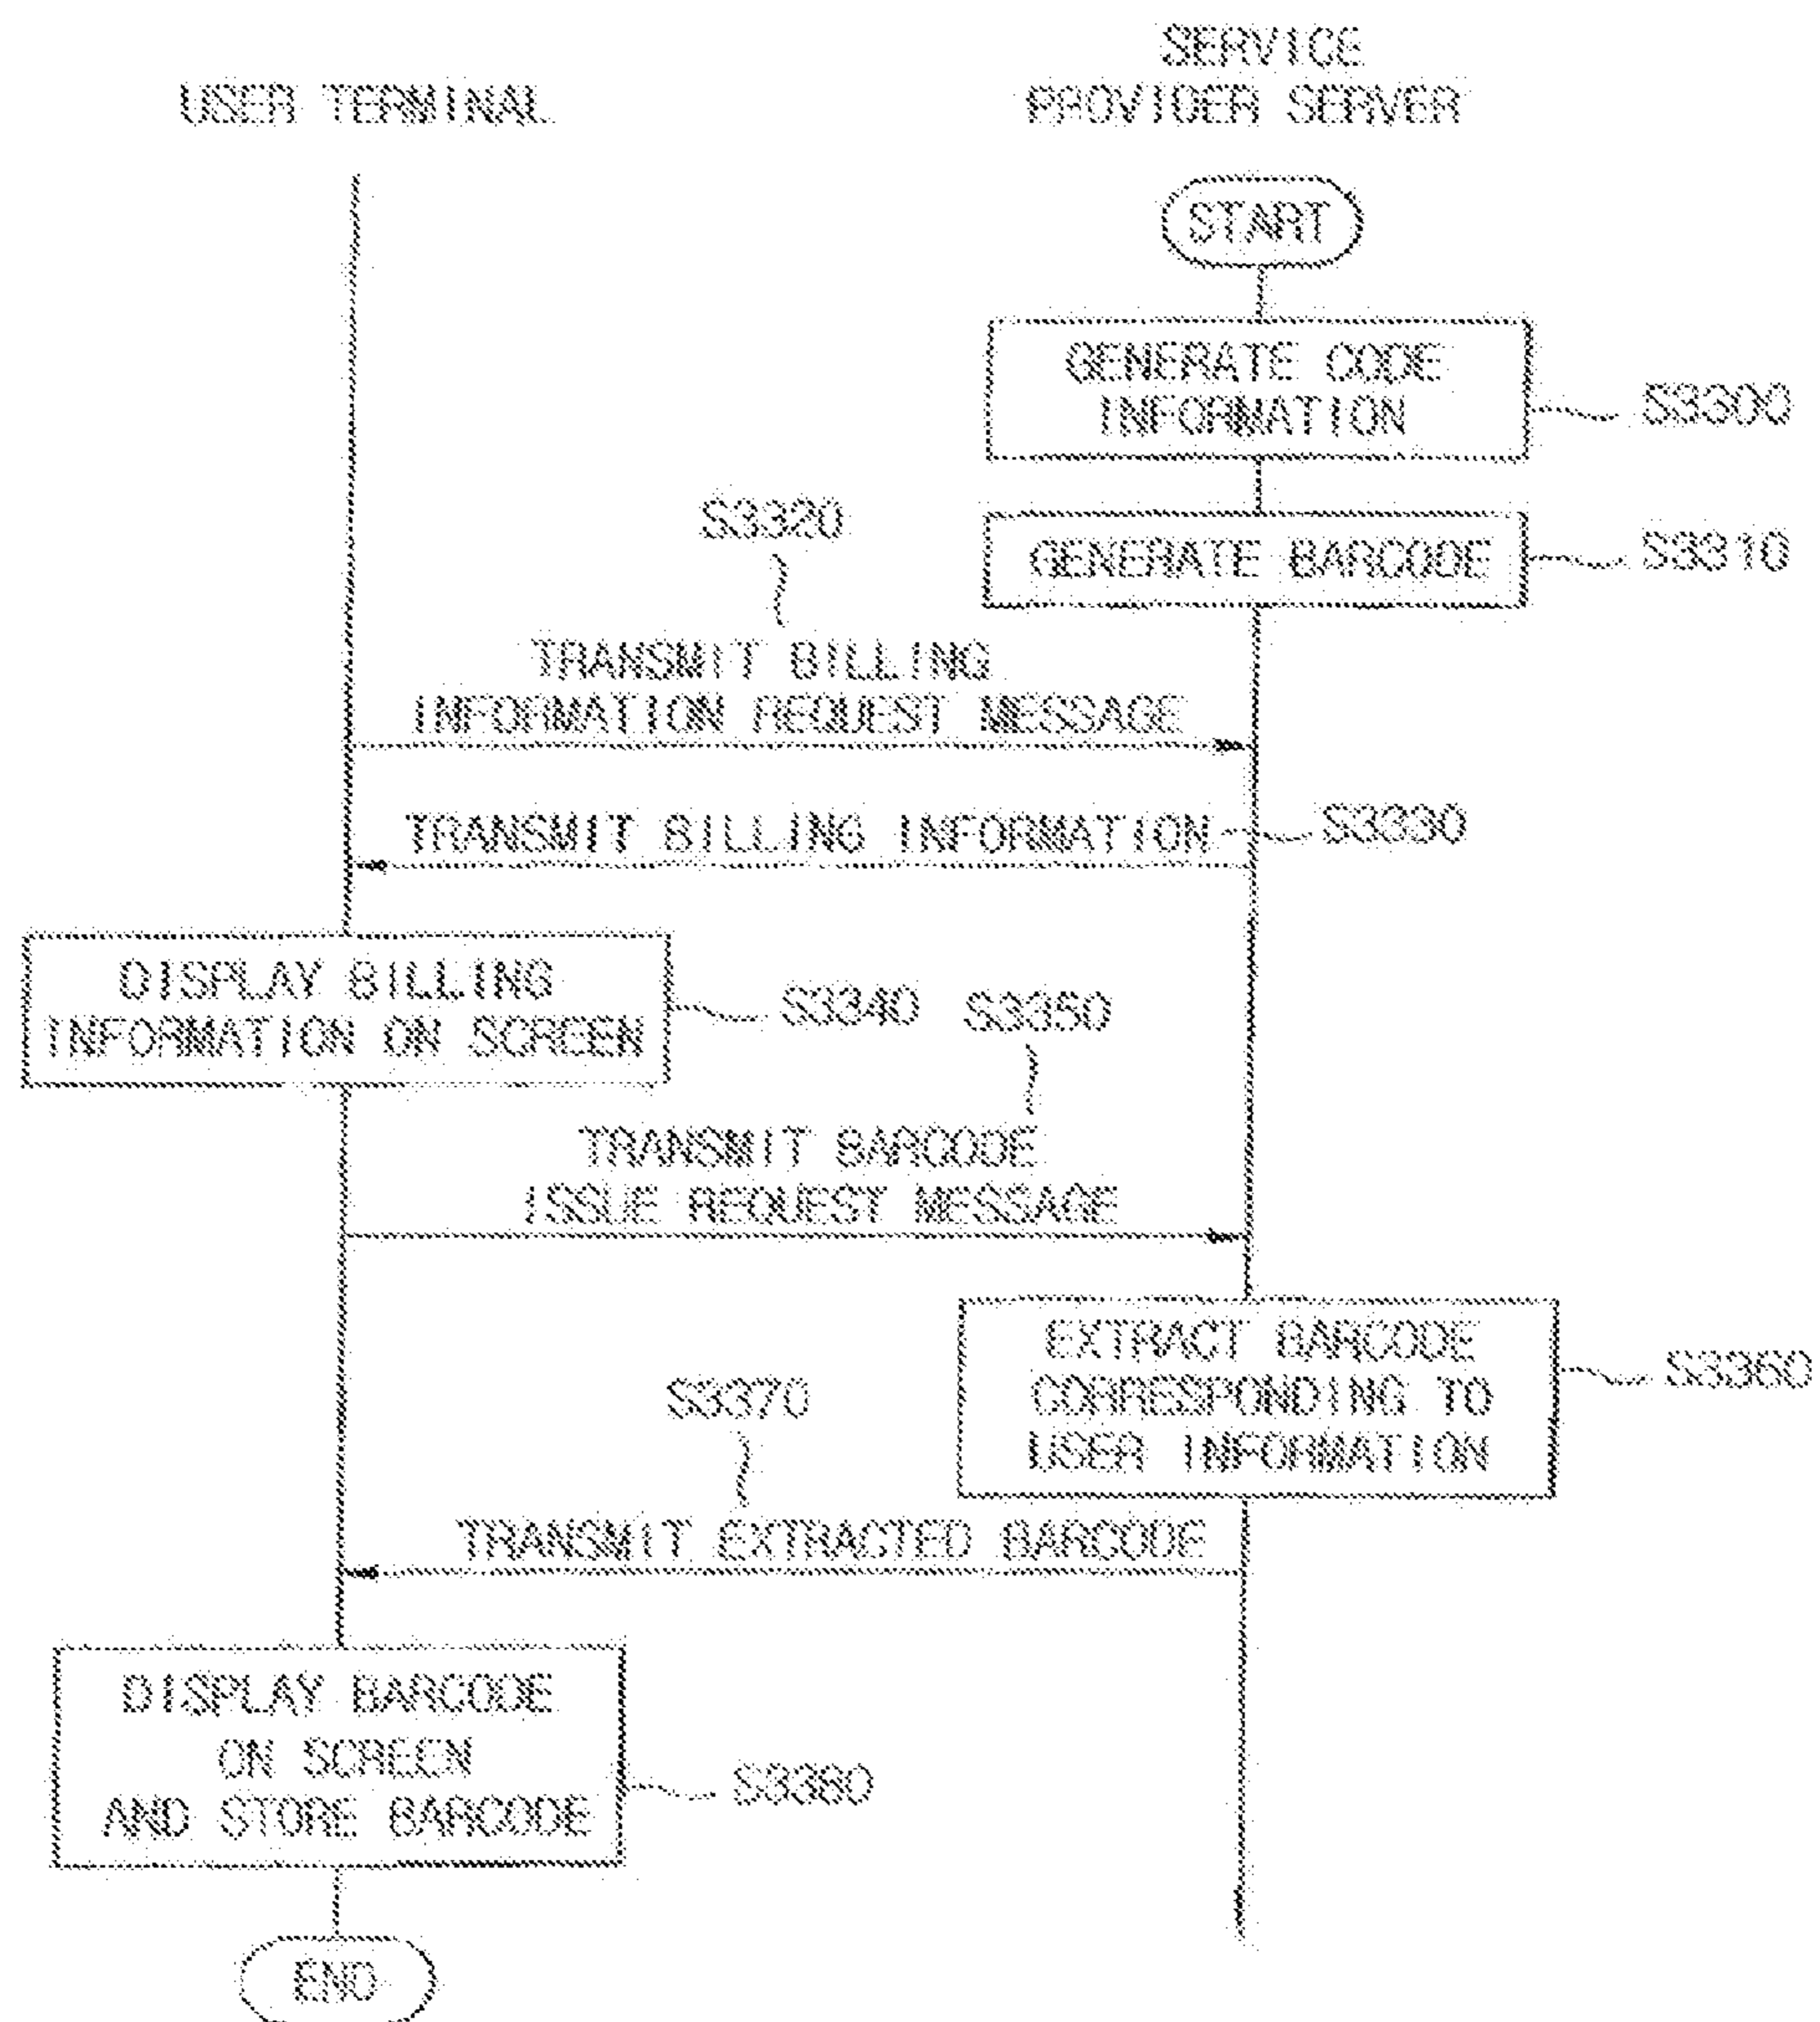 USER TERMINAL
SERVICE
PROVIDER SERVER
START
GENERATE CODE
INFORMATION
S3300
GENERATE BARCODE
S3310
S3320
TRANSMIT BILLING
INFORMATION REQUEST MESSAGE
TRANSMIT BILLING INFORMATION
S3330
DISPLAY BILLING
INFORMATION ON SCREEN
S3340
S3350
TRANSMIT BARCODE
ISSUE REQUEST MESSAGE
EXTRACT BARCODE
CORRESPONDING TO
USER INFORMATION
S3360
S3370
TRANSMIT EXTRACTED BARCODE
DISPLAY BARCODE
ON SCREEN
AND STORE BARCODE
S3380
END